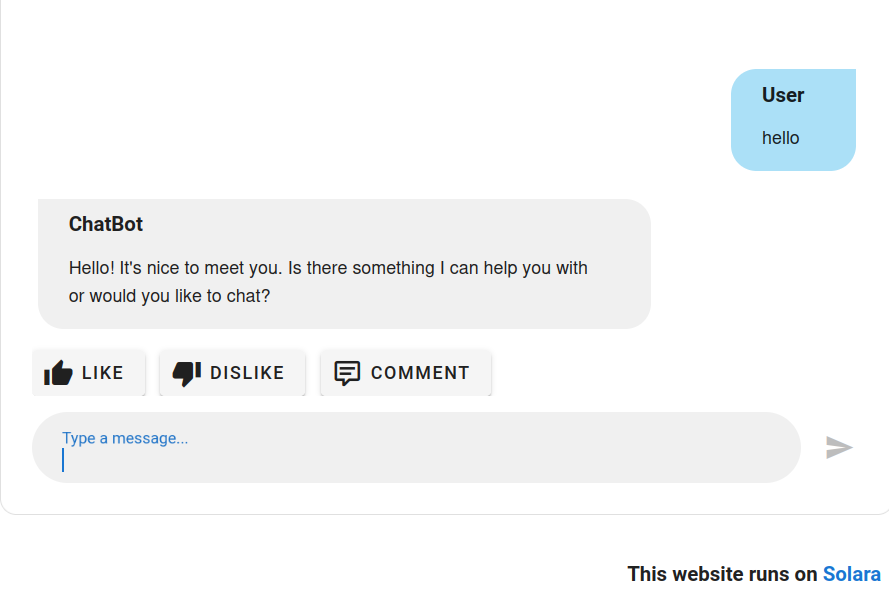 User
hello
ChatBot
Hello! It's nice to meet you. Is there something I can help you with
or would you like to chat?
LIKE
DISLIKE
COMMENT
Type a message...
This website runs on Solara